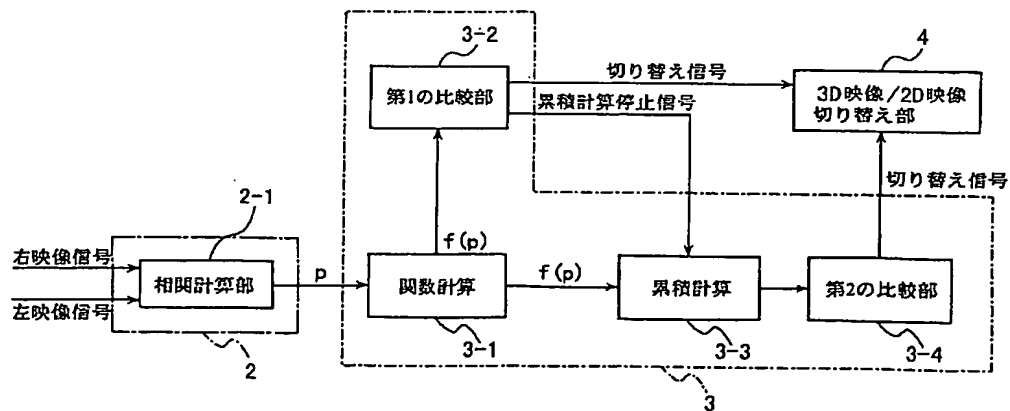 3-2
4
切り替え信号
第1の比較部
累積計算停止信号
3D映像/2D映像
切り替え部
切り替え信号
2-1
右映像信号
f(p)
相関計算部
p
関数計算
f(p)
累積計算
第2の比較部
左映像信号
2
3-1
3-3
3-4
3